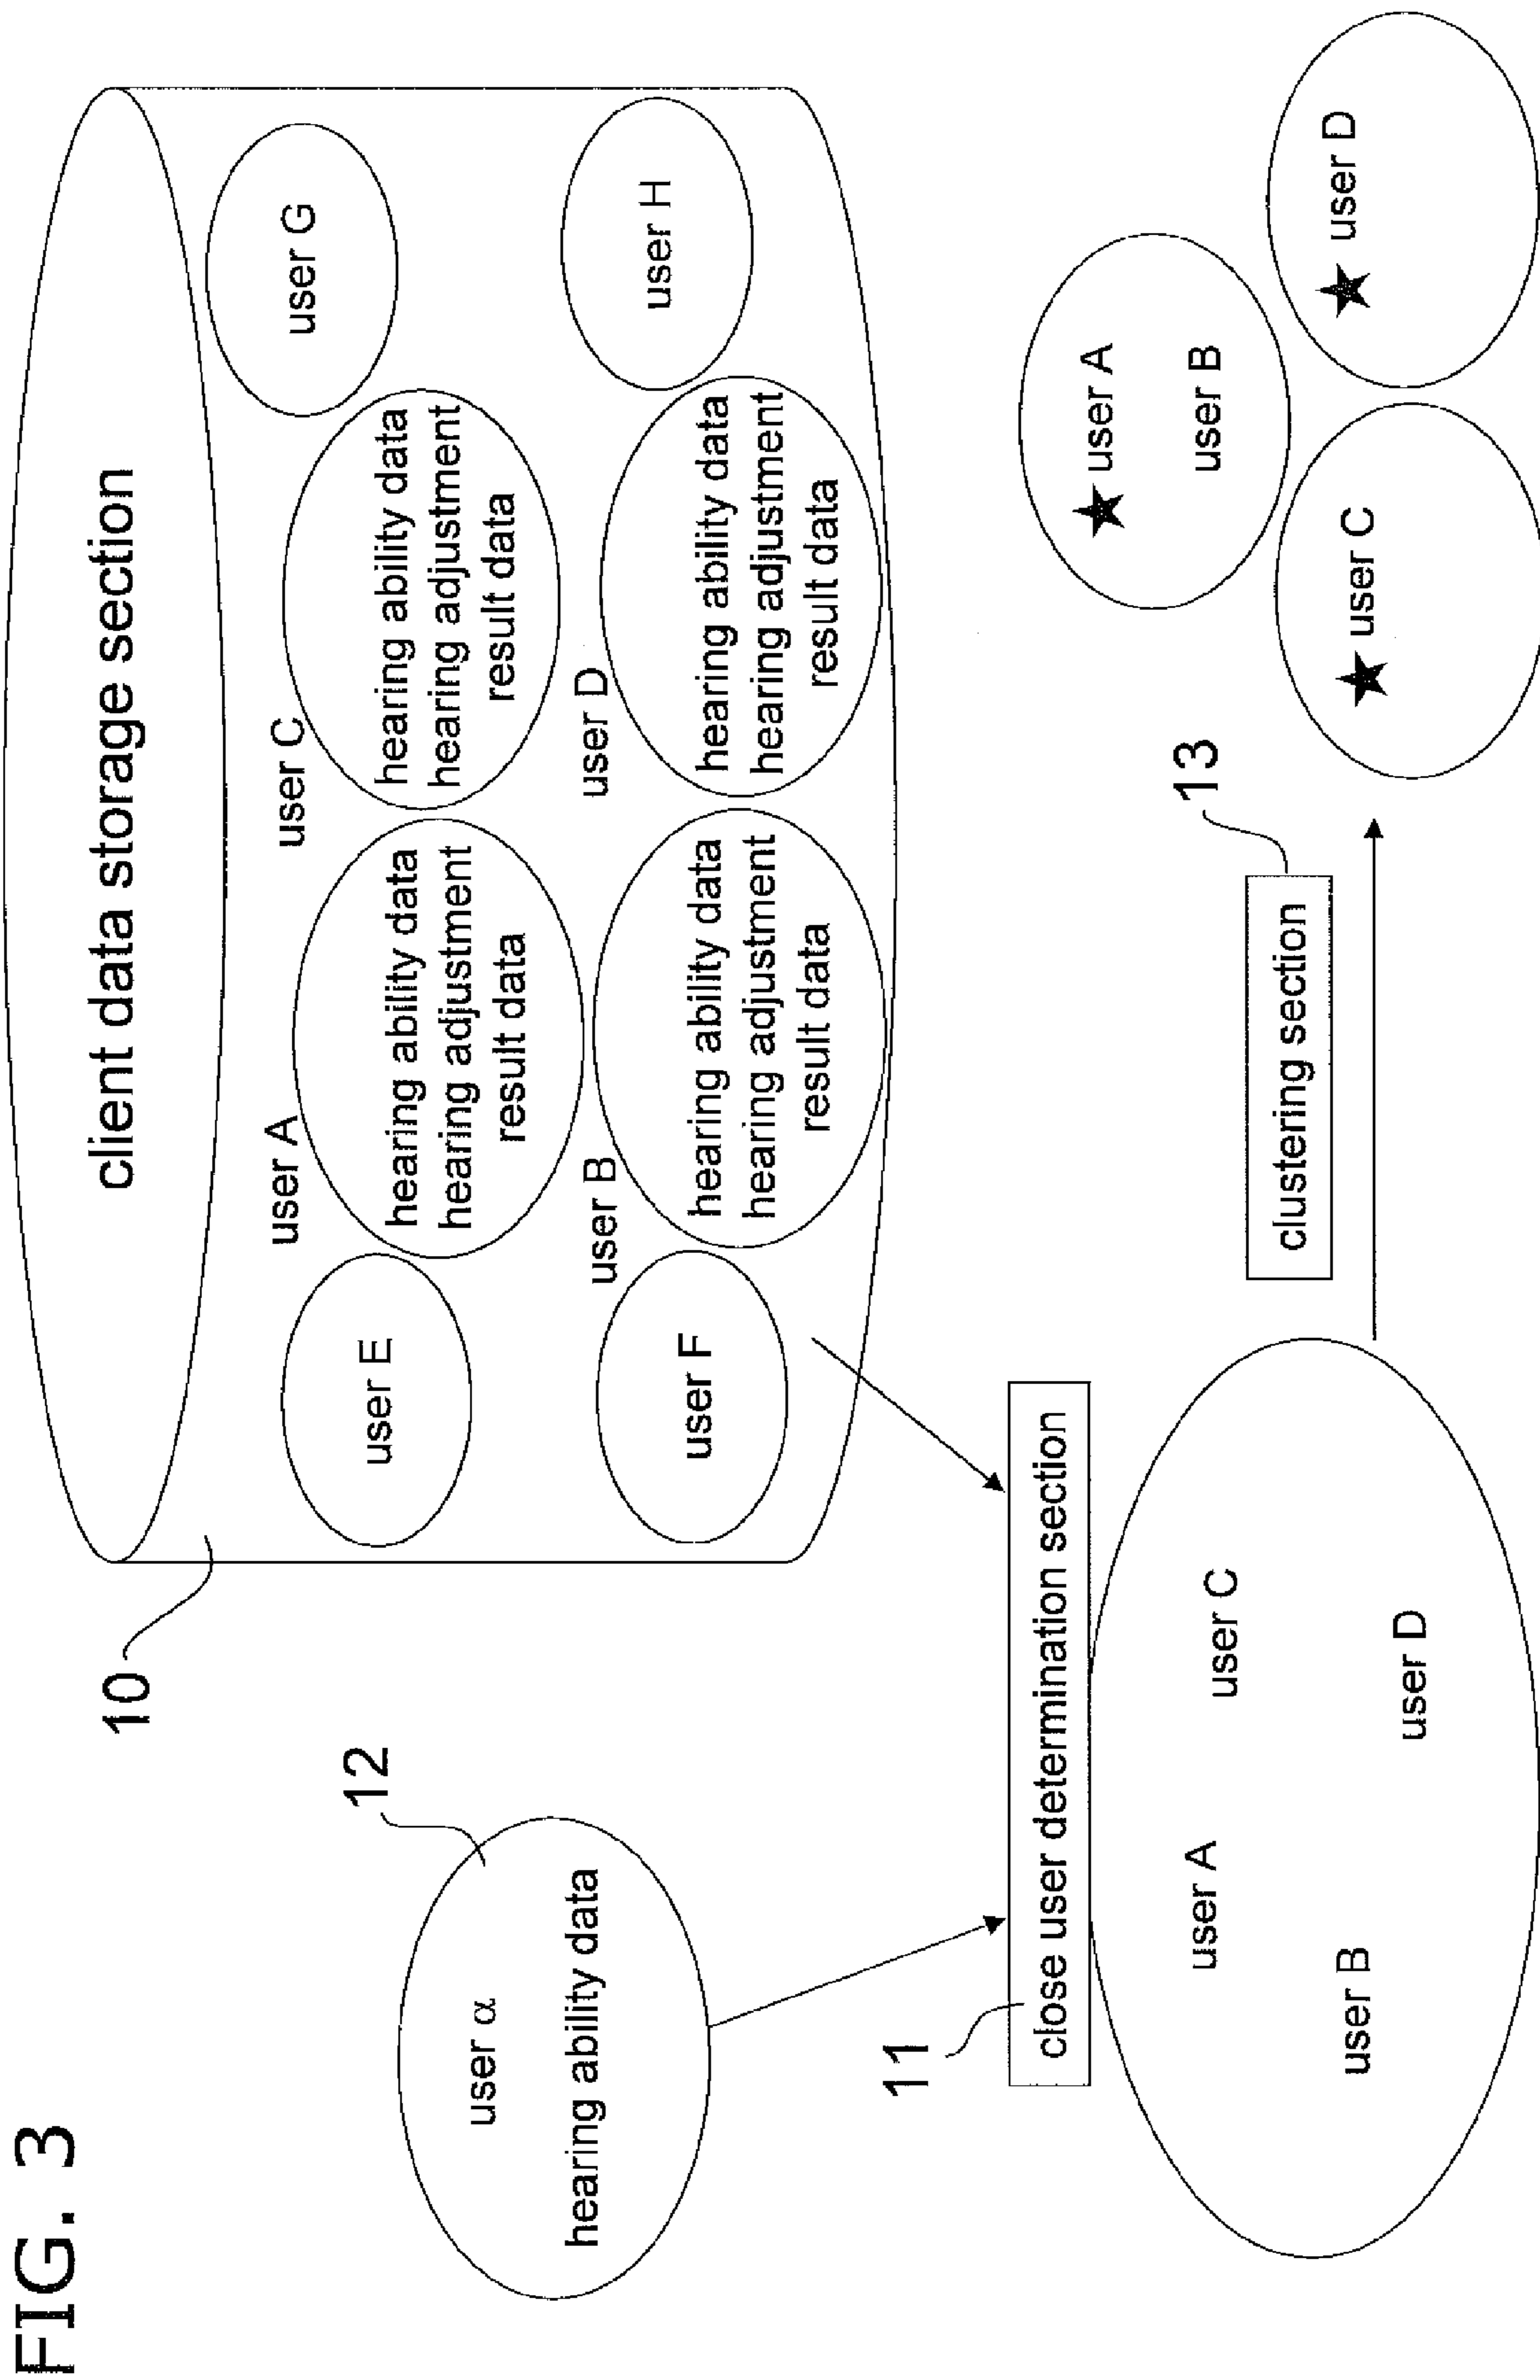 FIG. 3
10
client data storage section
user E
user A
hearing ability data
hearing adjustment
result data
user C
hearing ability data
hearing adjustment
result data
user G
user F
user B
hearing ability data
hearing adjustment
result data
user D
hearing ability data
hearing adjustment
result data
user H
12
user α
hearing ability data
11
close user determination section
user A
user C
user B
user D
13
clustering section
★ user A
user B
★ user C
★ user D